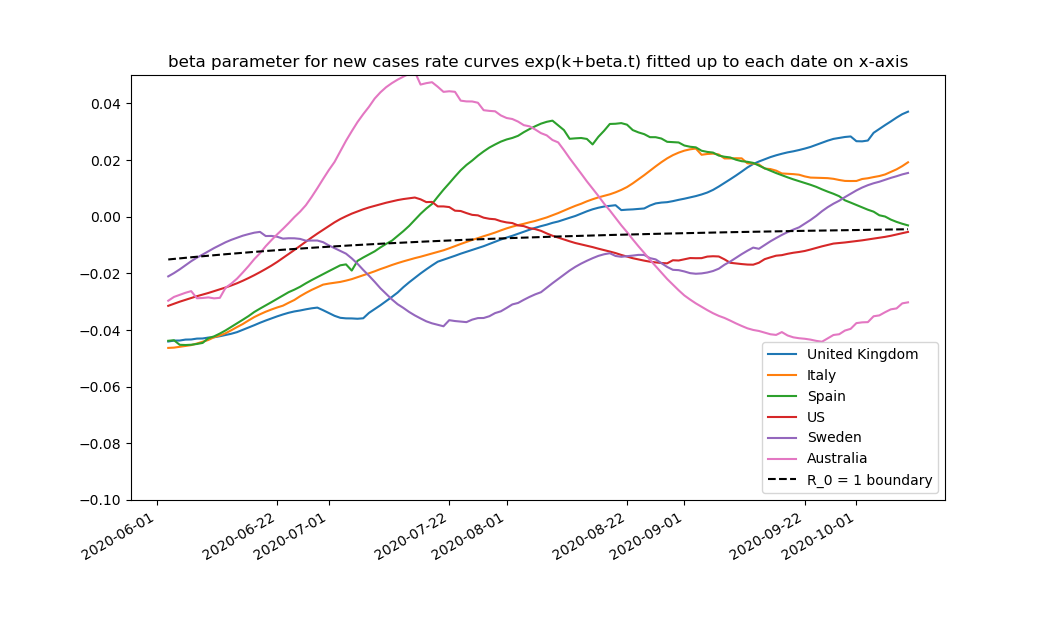 beta parameter for new cases rate curves exp(k+beta.t) fitted up to each date on x-axis
0.04
0.02
0.00
−0.02
−0.04
−0.06
−0.08
−0.10
2020-06-01
2020-06-22
2020-07-01
2020-07-22
2020-08-01
2020-08-22
2020-09-01
2020-09-22
2020-10-01
United Kingdom
Italy
Spain
US
Sweden
Australia
R_0 = 1 boundary